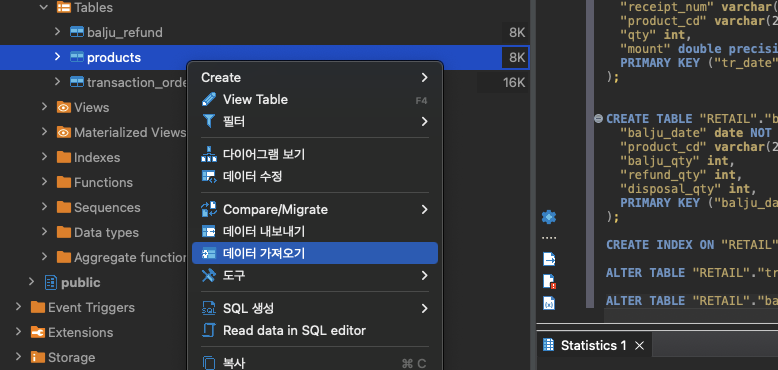 Tables
balju_refund
8K
products
8K
transaction_orde
16K
Views
Materialized Views
Indexes
Functions
Sequences
Data types
Aggregate function
public
Event Triggers
Extensions
Storage
Create
View Table
F4
필터
다이어그램 보기
데이터 수정
Compare/Migrate
데이터 내보내기
데이터 가져오기
도구
SQL 생성
Read data in SQL editor
복사
⌘ C
"receipt_num" varchar(
"product_cd" varchar(2
"qty" int,
"mount" double precisi
PRIMARY KEY ("tr_date"
);
CREATE TABLE "RETAIL"."b
"balju_date" date NOT
"product_cd" varchar(2
"balju_qty" int,
"refund_qty" int,
"disposal_qty" int,
PRIMARY KEY ("balju_da
);
CREATE INDEX ON "RETAIL"
ALTER TABLE "RETAIL"."tr
ALTER TABLE "RETAIL"."ba
Statistics 1